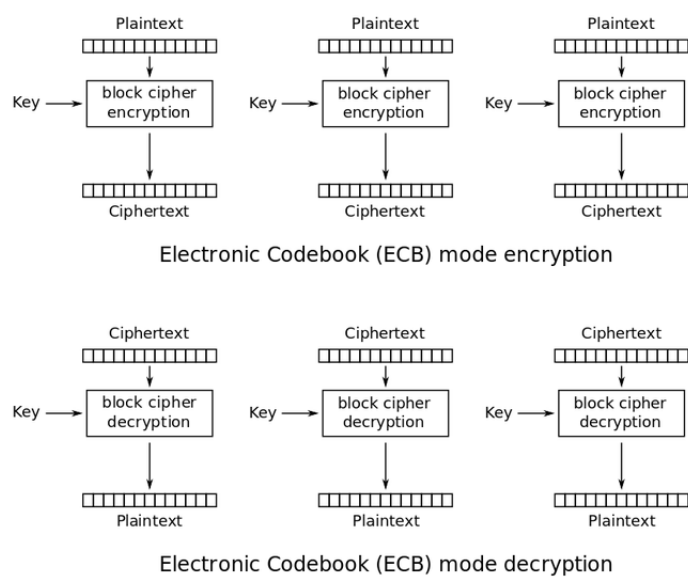 Plaintext Plaintext Plaintext
Key block cipher encryption Key block cipher encryption Key block cipher encryption
Ciphertext Ciphertext Ciphertext
Electronic Codebook (ECB) mode encryption
Ciphertext Ciphertext Ciphertext
Key block cipher decryption Key block cipher decryption Key block cipher decryption
Plaintext Plaintext Plaintext
Electronic Codebook (ECB) mode decryption